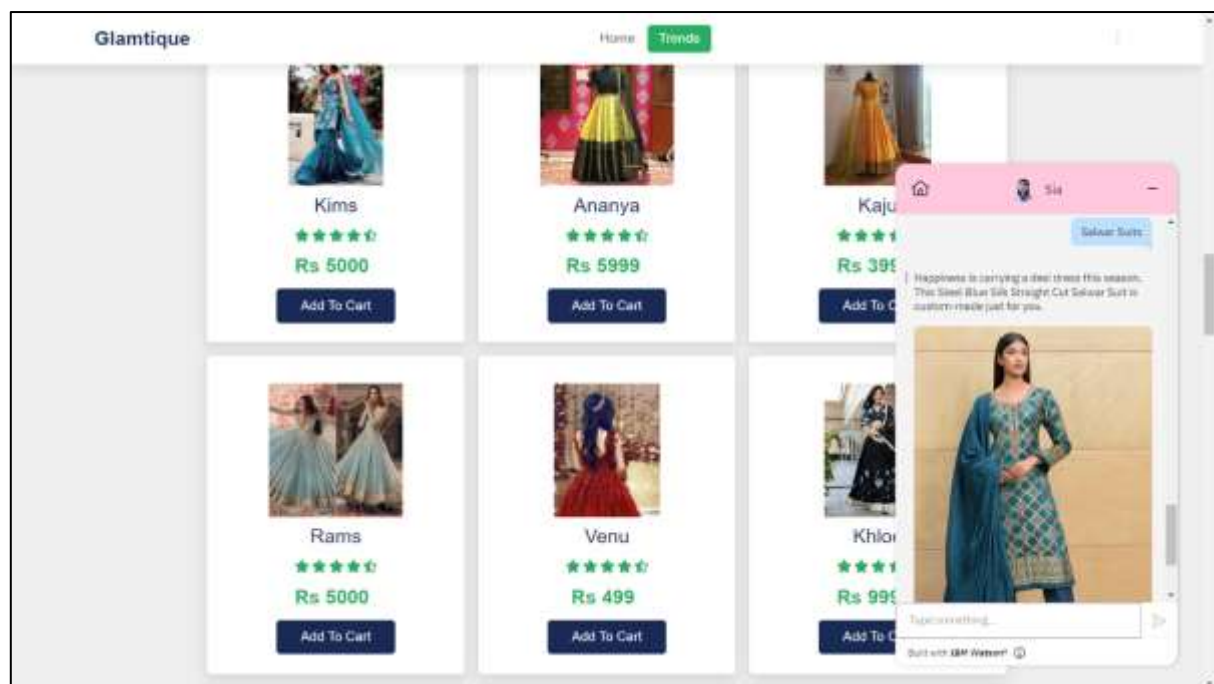 Glamtique
Home Trends
Kims
Rs 5000
Add To Cart
Ananya
Rs 5999
Add To Cart
Kaju
Rs 399
Add To C
Rams
Rs 5000
Add To Cart
Venu
Rs 499
Add To Cart
Khlo
Rs 999
Add To C
Sia
Salwar Suits
Happiness is carrying a desi dress this season.
This Steel Blue Silk Straight Cut Salwar Suit is
custom-made just for you.
Type something...
Built with IBM Watson®